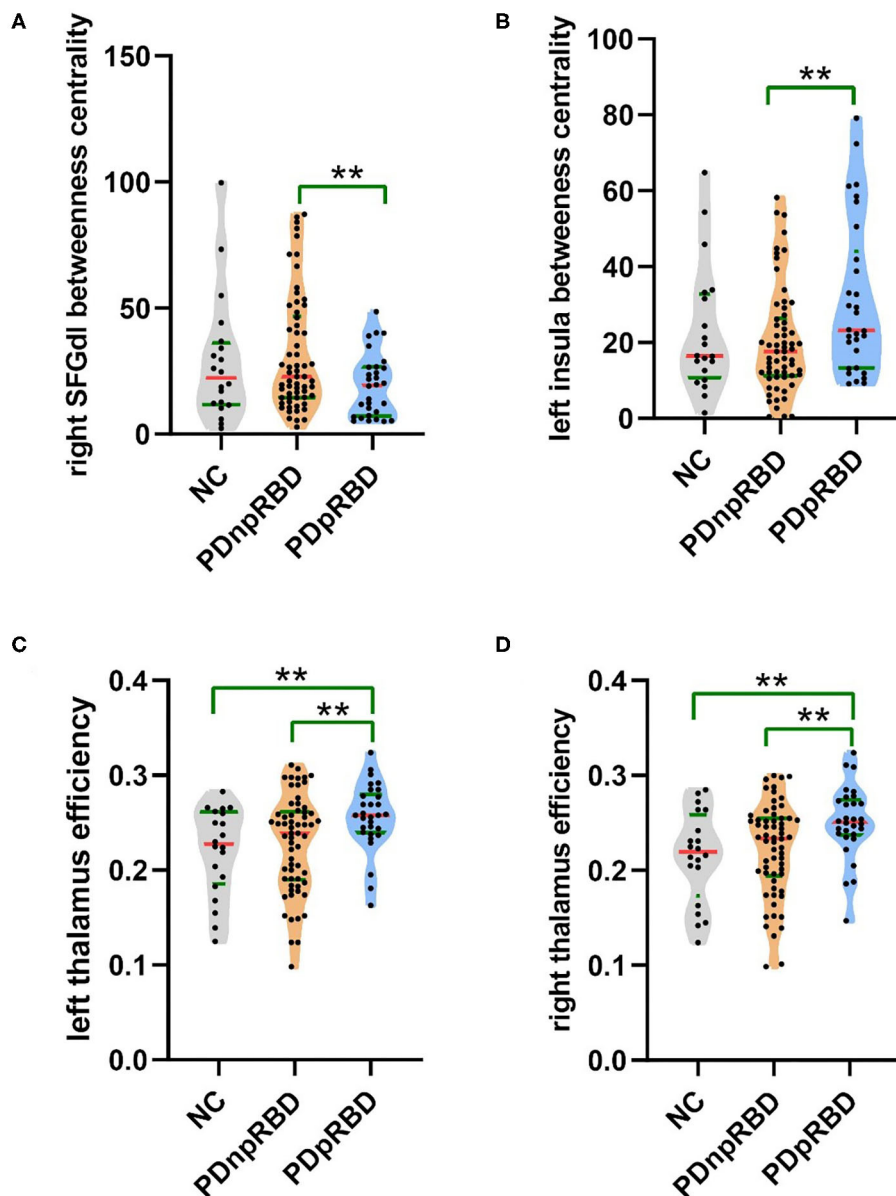 A
right SFGdl betweenness centrality
150
100
50
0
**
NC
PDnpRBD
PDpRBD
B
left insula betweeness centrality
100
80
60
40
20
0
**
NC
PDnpRBD
PDpRBD
C
left thalamus efficiency
0.4
0.3
0.2
0.1
0.0
**
**
NC
PDnpRBD
PDpRBD
D
right thalamus efficiency
0.4
0.3
0.2
0.1
0.0
**
**
NC
PDnpRBD
PDpRBD